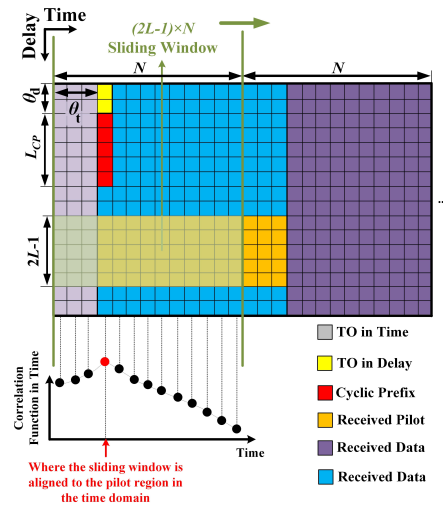 Time
Delay
(2L-1)×N
Sliding Window
N
N
θd
θt
LCP
2L-1
..
TO in Time
TO in Delay
Cyclic Prefix
Received Pilot
Received Data
Received Data
Correlation
Function in Time
Time
Where the sliding window is
aligned to the pilot region in
the time domain